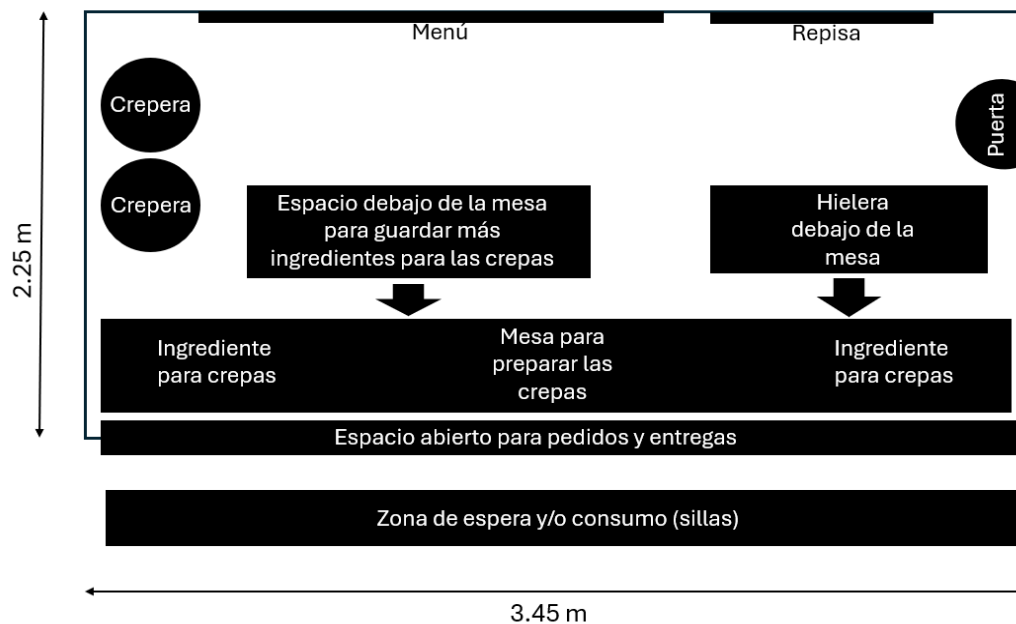 Menú
Repisa
Crepera
Puerta
Crepera
Espacio debajo de la mesa
para guardar más
ingredientes para las crepas
Hielera
debajo de la
mesa
2.25 m
Ingrediente
para crepas
Mesa para
preparar las
crepas
Ingrediente
para crepas
Espacio abierto para pedidos y entregas
Zona de espera y/o consumo (sillas)
3.45 m